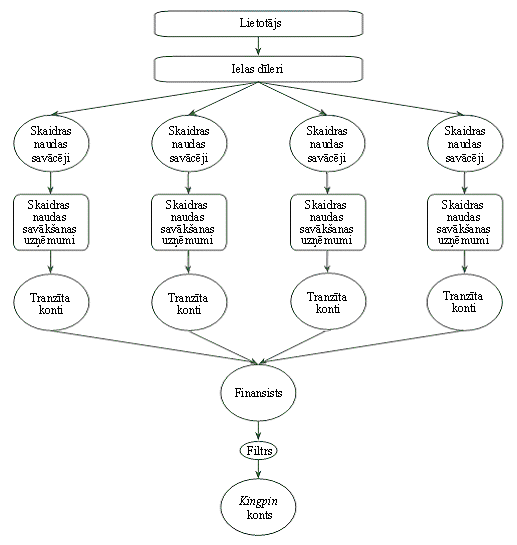 Lietotājs
Ielas dīleri
Skaidras
naudas
savācēji
Skaidras
naudas
savācēji
Skaidras
naudas
savācēji
Skaidras
naudas
savācēji
Skaidras
naudas
savākšanas
uzņēmumi
Skaidras
naudas
savākšanas
uzņēmumi
Skaidras
naudas
savākšanas
uzņēmumi
Skaidras
naudas
savākšanas
uzņēmumi
Tranzīta
konti
Tranzīta
konti
Tranzīta
konti
Tranzīta
konti
Finansists
Filtrs
Kingpin
konts